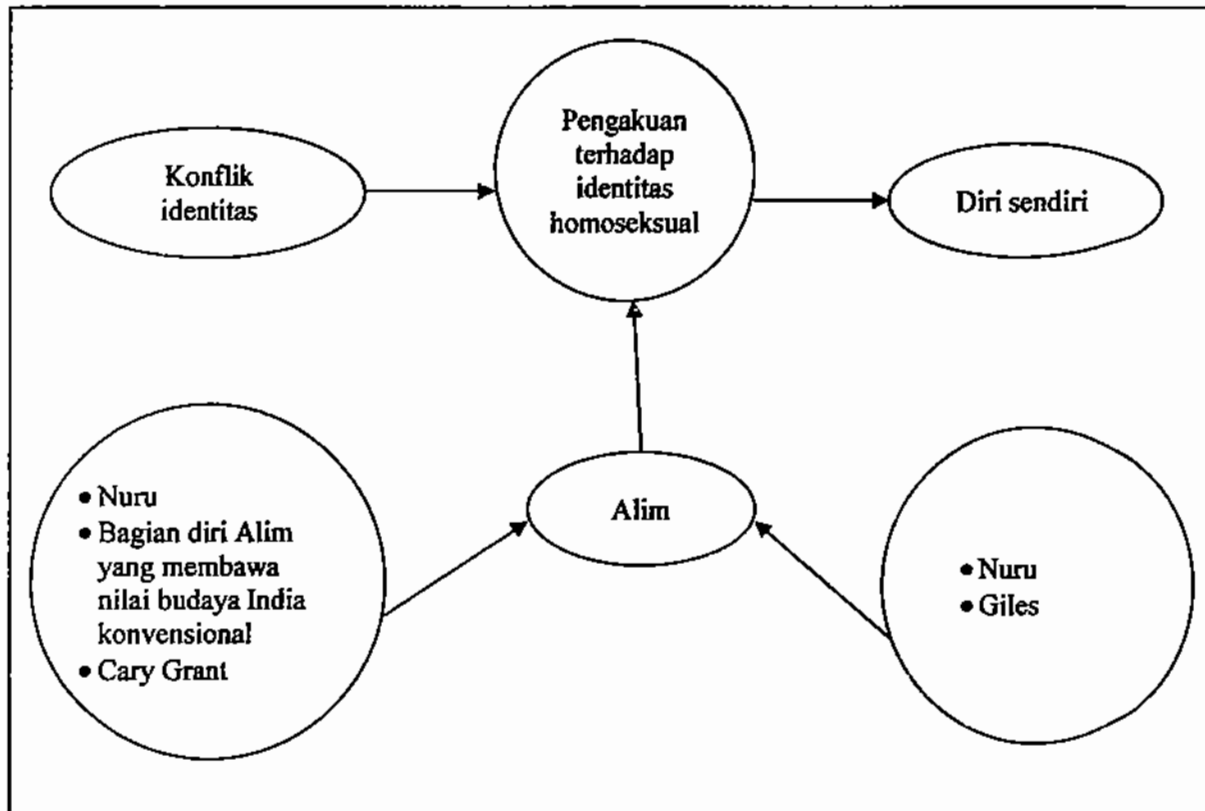 Konflik
identitas
Pengakuan
terhadap
identitas
homoseksual
Diri sendiri
Alim
• Nuru
• Bagian diri Alim
yang membawa
nilai budaya India
konvensional
• Cary Grant
• Nuru
• Giles